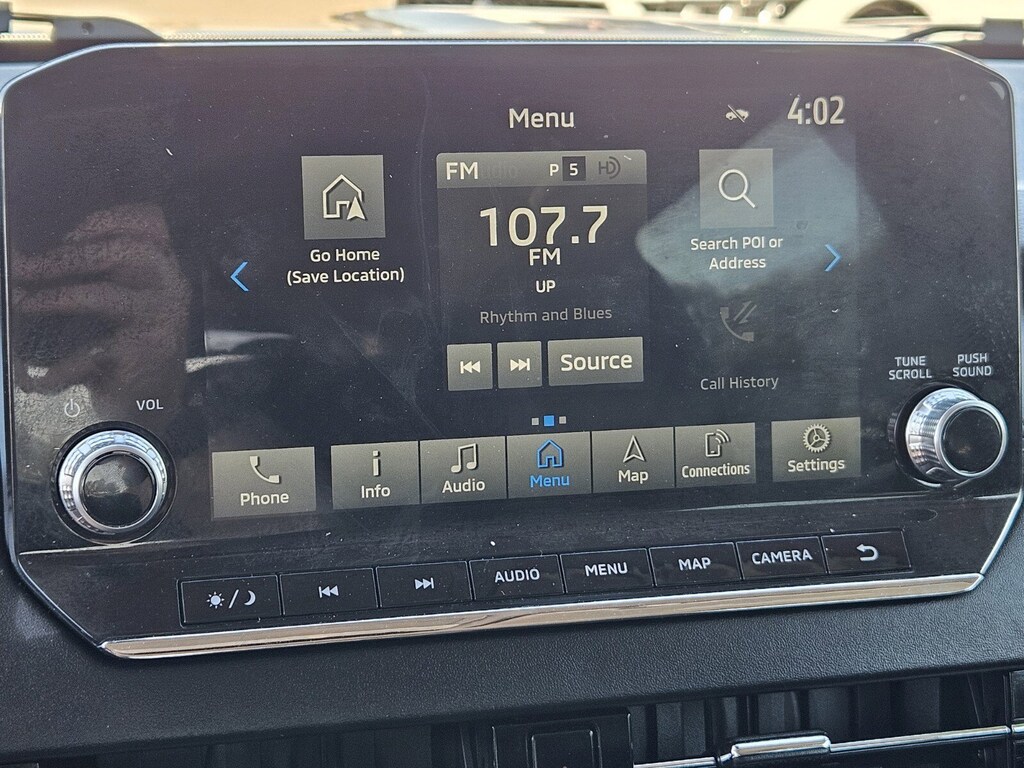 Menu
4:02
FM
P 5 HD
107.7
FM
UP
Rhythm and Blues
Source
Go Home
(Save Location)
Search POI or
Address
Call History
TUNE
SCROLL
PUSH
SOUND
VOL
Phone
Info
Audio
Menu
Map
Connections
Settings
AUDIO
MENU
MAP
CAMERA